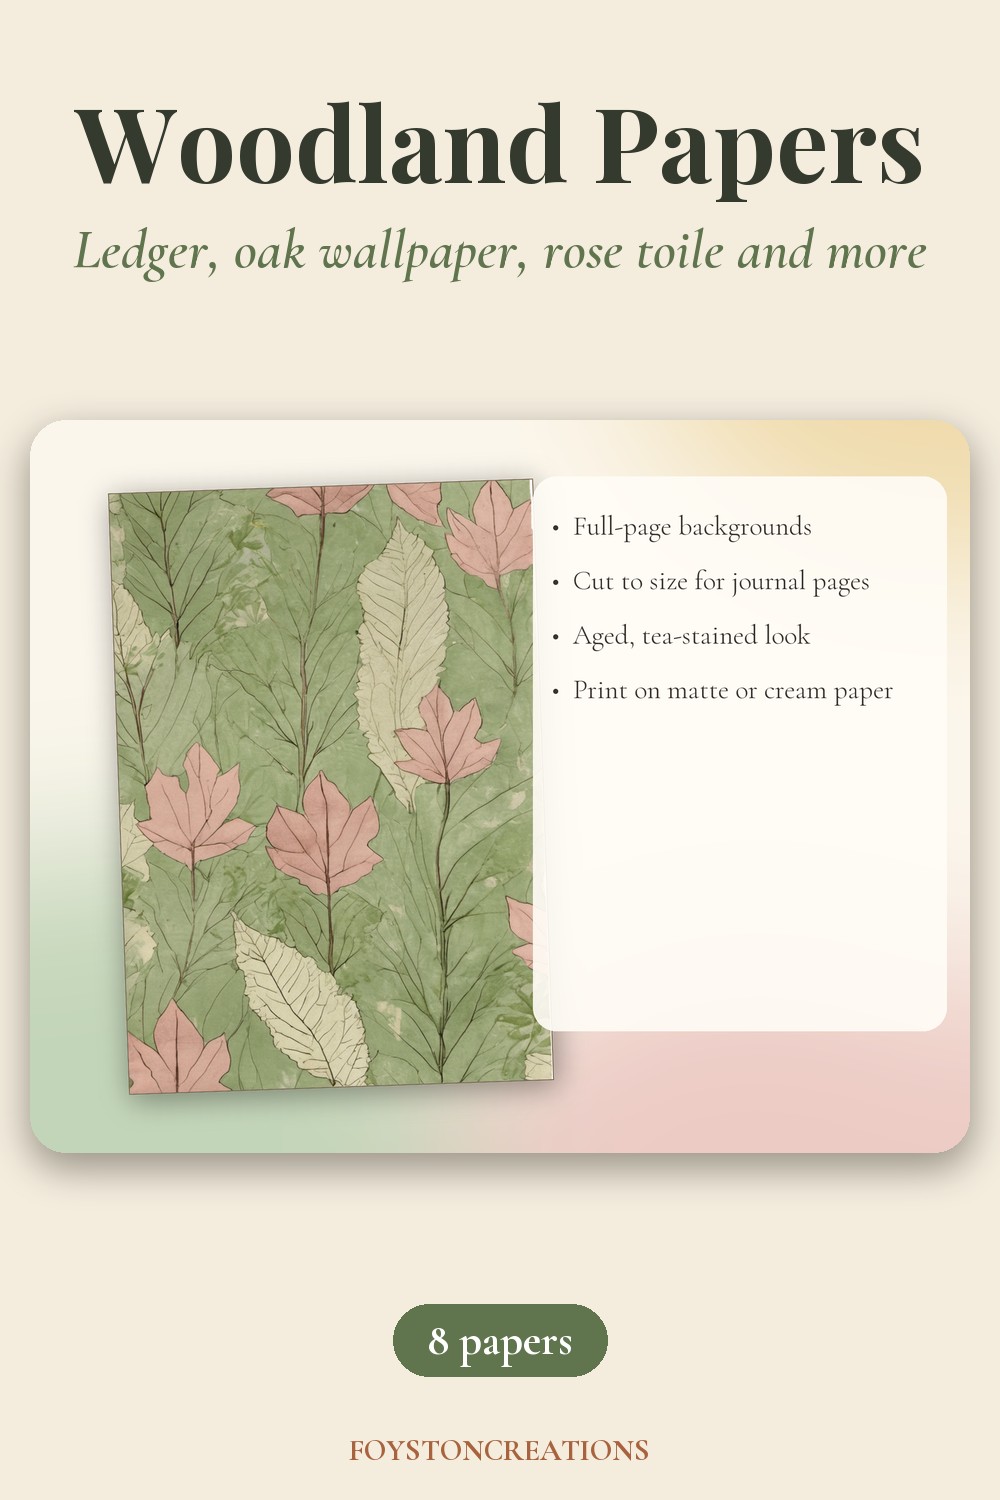 Woodland Papers
Ledger, oak wallpaper, rose toile and more
• Full-page backgrounds
• Cut to size for journal pages
• Aged, tea-stained look
• Print on matte or cream paper
8 papers
FOYSTONCREATIONS